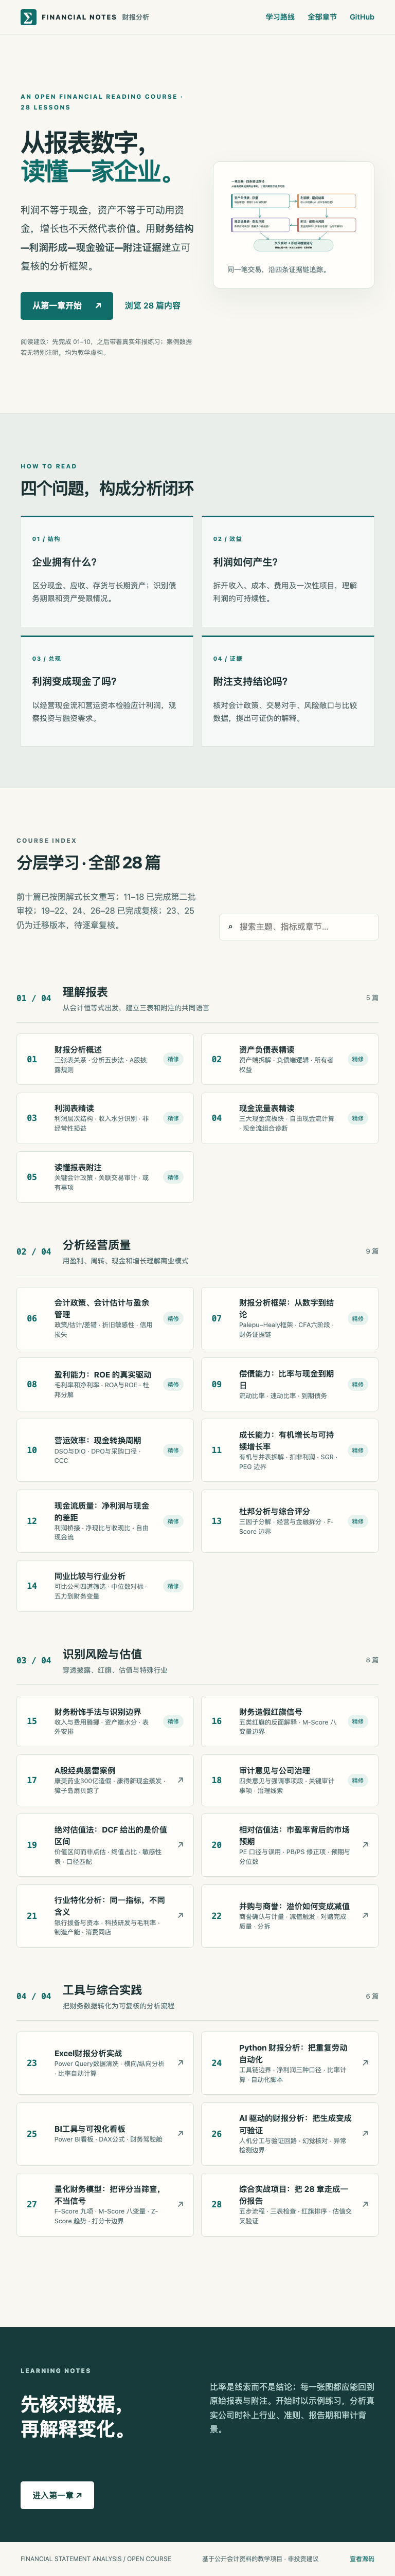 FINANCIAL NOTES 财报分析
学习路线 全部章节 GitHub
AN OPEN FINANCIAL READING COURSE ·
28 LESSONS
从报表数字，
读懂一家企业。
利润不等于现金，资产不等于可动用资
金，增长也不天然代表价值。用财务结构
—利润形成—现金验证—附注证据建立可
复核的分析框架。
从第一章开始 ↗ 浏览 28 篇内容
阅读建议：先完成 01–10，之后带着真实年报练习；案例数据
若无特别注明，均为教学虚构。
同一笔交易，沿四条证据链追踪。
HOW TO READ
四个问题，构成分析闭环
01 / 结构
企业拥有什么？
区分现金、应收、存货与长期资产；识别债
务期限和资产受限情况。
02 / 效益
利润如何产生？
拆开收入、成本、费用及一次性项目，理解
利润的可持续性。
03 / 兑现
利润变成现金了吗？
以经营现金流和营运资本检验应计利润，观
察投资与融资需求。
04 / 证据
附注支持结论吗？
核对会计政策、交易对手、风险敞口与比较
数据，提出可证伪的解释。
COURSE INDEX
分层学习 · 全部 28 篇
前十篇已按图解式长文重写；11–18 已完成第二批
审校；19–22、24、26–28 已完成复核；23、25
仍为迁移版本，待逐章复核。
搜索主题、指标或章节…
01 / 04 理解报表 5 篇
从会计恒等式出发，建立三表和附注的共同语言
01 财报分析概述 精修
三张表关系 · 分析五步法 · A股披
露规则
02 资产负债表精读 精修
资产端拆解 · 负债端逻辑 · 所有者
权益
03 利润表精读 精修
利润层次结构 · 收入水分识别 · 非
经常性损益
04 现金流量表精读 精修
三大现金流板块 · 自由现金流计算
· 现金流组合诊断
05 读懂报表附注 精修
关键会计政策 · 关联交易审计 · 或
有事项
02 / 04 分析经营质量 9 篇
用盈利、周转、现金和增长理解商业模式
06 会计政策、会计估计与盈余
管理 精修
政策/估计/差错 · 折旧敏感性 · 信用
损失
07 财报分析框架：从数字到结
论 精修
Palepu–Healy框架 · CFA六阶段 ·
财务证据链
08 盈利能力：ROE 的真实驱动 精修
毛利率和净利率 · ROA与ROE · 杜
邦分解
09 偿债能力：比率与现金到期
日 精修
流动比率 · 速动比率 · 到期债务
10 营运效率：现金转换周期 精修
DSO与DIO · DPO与采购口径 ·
CCC
11 成长能力：有机增长与可持
续增长率 精修
有机与并表拆解 · 扣非利润 · SGR ·
PEG 边界
12 现金流质量：净利润与现金
的差距 精修
利润桥接 · 净现比与收现比 · 自由
现金流
13 杜邦分析与综合评分 精修
三因子分解 · 经营与金融拆分 · F-
Score 边界
14 同业比较与行业分析 精修
可比公司四道筛选 · 中位数对标 ·
五力到财务变量
03 / 04 识别风险与估值 8 篇
穿透披露、红旗、估值与特殊行业
15 财务粉饰手法与识别边界 精修
收入与费用腾挪 · 资产端水分 · 表
外安排
16 财务造假红旗信号 精修
五类红旗的反面解释 · M-Score 八
变量边界
17 A股经典暴雷案例 ↗
康美药业300亿造假 · 康得新现金蒸发 ·
獐子岛扇贝跑了
18 审计意见与公司治理 精修
四类意见与强调事项段 · 关键审计
事项 · 治理线索
19 绝对估值法：DCF 给出的是价值
区间 ↗
价值区间而非点估 · 终值占比 · 敏感性
表 · 口径匹配
20 相对估值法：市盈率背后的市场
预期 ↗
PE 口径与误用 · PB/PS 修正项 · 预期与
分位数
21 行业特化分析：同一指标，不同
含义 ↗
银行拨备与资本 · 科技研发与毛利率 ·
制造产能 · 消费同店
22 并购与商誉：溢价如何变成减值 ↗
商誉确认与计量 · 减值触发 · 对赌完成
质量 · 分拆
04 / 04 工具与综合实践 6 篇
把财务数据转化为可复核的分析流程
23 Excel财报分析实战 ↗
Power Query数据清洗 · 横向/纵向分析
· 比率自动计算
24 Python 财报分析：把重复劳动
自动化 ↗
工具链边界 · 净利润三种口径 · 比率计
算 · 自动化脚本
25 BI工具与可视化看板 ↗
Power BI看板 · DAX公式 · 财务驾驶舱
26 AI 驱动的财报分析：把生成变成
可验证 ↗
人机分工与验证回路 · 幻觉核对 · 异常
检测边界
27 量化财务模型：把评分当筛查，
不当信号 ↗
F-Score 九项 · M-Score 八变量 · Z-
Score 趋势 · 打分卡边界
28 综合实战项目：把 28 章走成一
份报告 ↗
五步流程 · 三表检查 · 红旗排序 · 估值交
叉验证
LEARNING NOTES
先核对数据，
再解释变化。
比率是线索而不是结论；每一张图都应能回到
原始报表与附注。开始时以示例练习，分析真
实公司时补上行业、准则、报告期和审计背
景。
进入第一章 ↗
FINANCIAL STATEMENT ANALYSIS / OPEN COURSE 基于公开会计资料的教学项目 · 非投资建议 查看源码